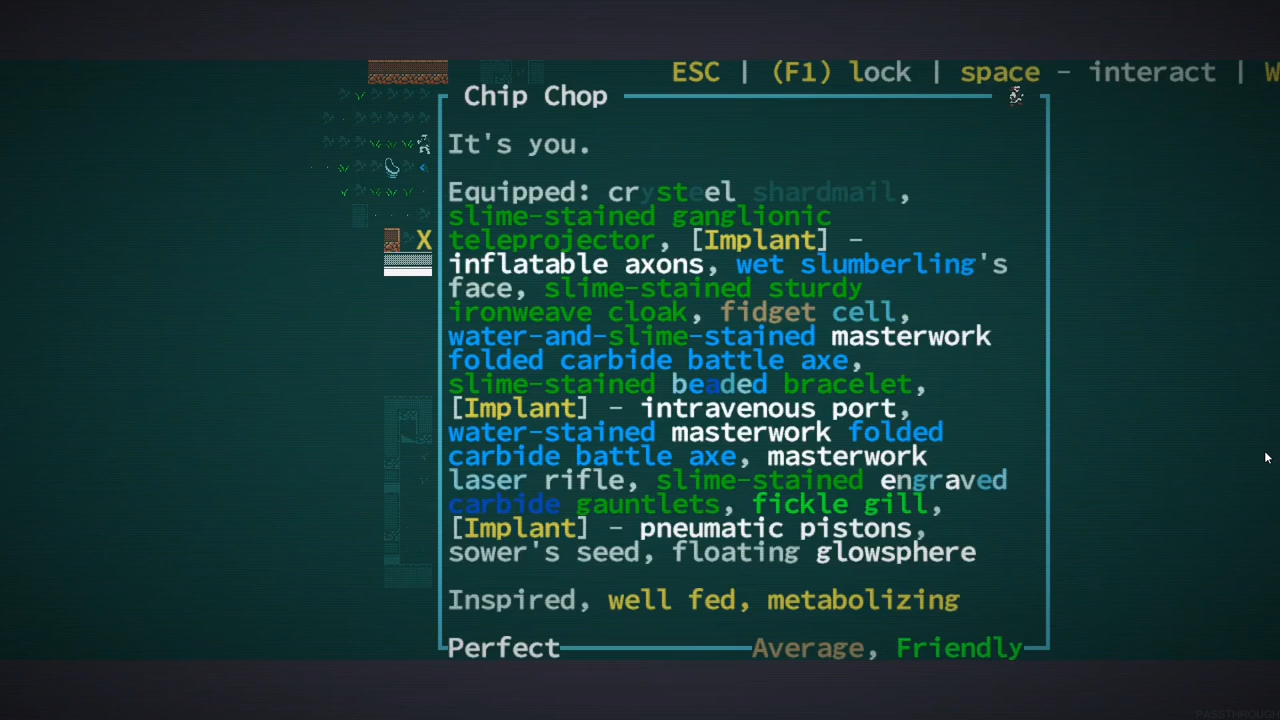 ESC | (F1) lock | space - interact | W
Chip Chop
It's you.
Equipped: crysteel shardmail,
slime-stained ganglionic
teleprojector, [Implant] -
inflatable axons, wet slumberling's
face, slime-stained sturdy
ironweave cloak, fidget cell,
water-and-slime-stained masterwork
folded carbide battle axe,
slime-stained beaded bracelet,
[Implant] - intravenous port,
water-stained masterwork folded
carbide battle axe, masterwork
laser rifle, slime-stained engraved
carbide gauntlets, fickle gill,
[Implant] - pneumatic pistons,
sower's seed, floating glowsphere
Inspired, well fed, metabolizing
Perfect Average, Friendly
X
PASSTHROUGH